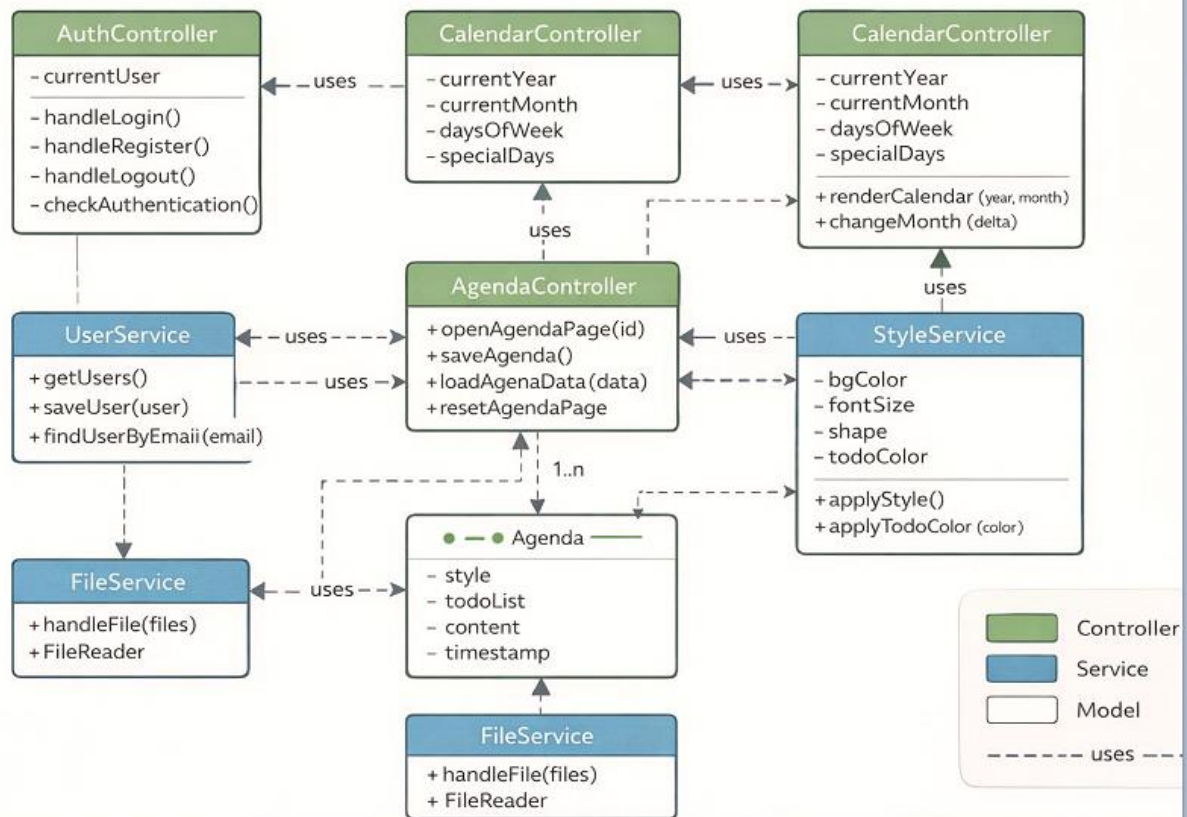 AuthController
- currentUser
- handleLogin()
- handleRegister()
- handleLogout()
- checkAuthentication()
uses
CalendarController
- currentYear
- currentMonth
- daysOfWeek
- specialDays
uses
CalendarController
- currentYear
- currentMonth
- daysOfWeek
- specialDays
+ renderCalendar (year, month)
+ changeMonth (delta)
uses
uses
UserService
+ getUsers()
+ saveUser(user)
+ findUserByEmaii(email)
uses
uses
AgendaController
+ openAgendaPage(id)
+ saveAgenda()
+ loadAgenaData(data)
+ resetAgendaPage
uses
StyleService
- bgColor
- fontSize
- shape
- todoColor
+ applyStyle()
+ applyTodoColor (color)
1..n
FileService
+ handleFile(files)
+ FileReader
uses
Agenda
- style
- todoList
- content
- timestamp
FileService
+ handleFile(files)
+ FileReader
Controller
Service
Model
uses